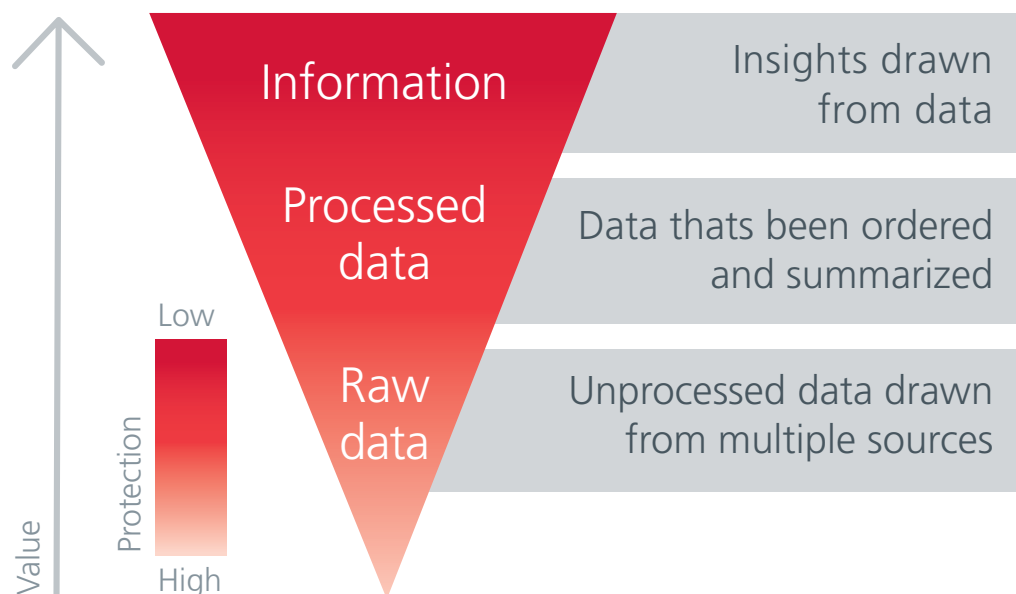 Information
Insights drawn
from data
Processed
data
Data thats been ordered
and summarized
Raw
data
Unprocessed data drawn
from multiple sources
Low
Protection
High
Value